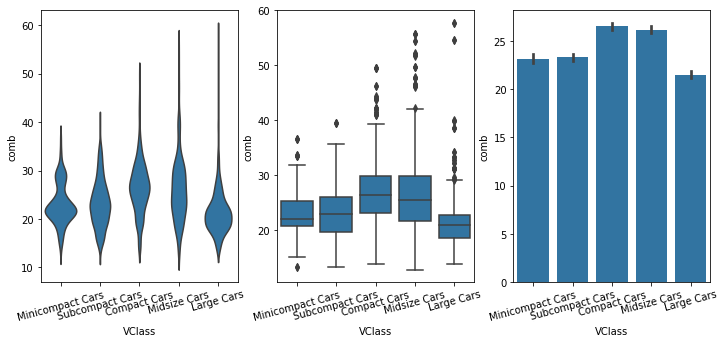 60
50
40
30
20
10
comb
Minicompact Cars
Subcompact Cars
Compact Cars
Midsize Cars
Large Cars
VClass
60
50
40
30
20
comb
Minicompact Cars
Subcompact Cars
Compact Cars
Midsize Cars
Large Cars
VClass
25
20
15
10
5
0
comb
Minicompact Cars
Subcompact Cars
Compact Cars
Midsize Cars
Large Cars
VClass